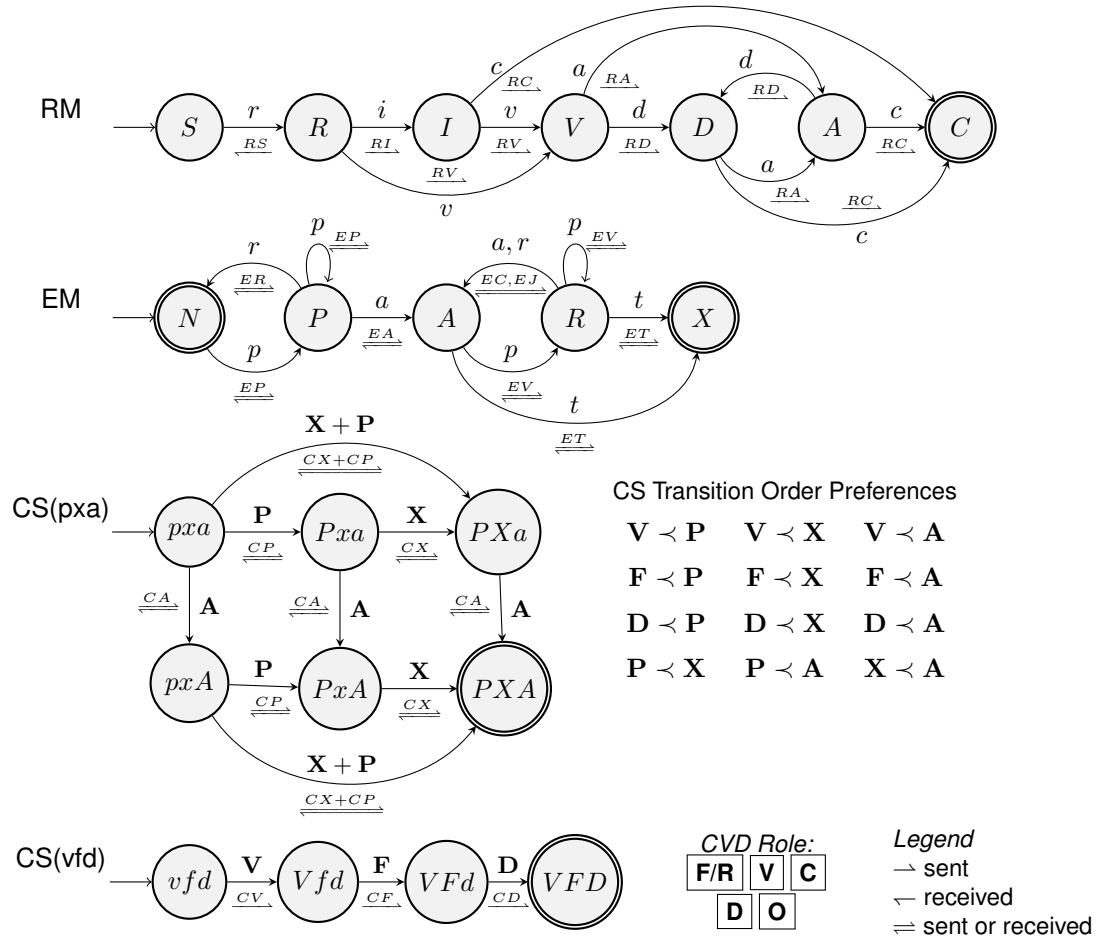 c
a
d
RC
RA
RD
RM
S
r
RS
R
i
RI
I
v
RV
V
d
RD
D
A
c
RC
C
RV
v
a
RA
RC
c
p
EP
a, r
EC,EJ
p
EV
r
ER
EM
N
P
a
EA
A
R
t
ET
X
p
EP
p
EV
t
ET
X + P
CX+CP
CS Transition Order Preferences
CS(pxa)
pxa
P
CP
Pxa
X
CX
PXa
V ≺ P V ≺ X V ≺ A
F ≺ P F ≺ X F ≺ A
CA
A
CA
A
CA
A
D ≺ P D ≺ X D ≺ A
P ≺ X P ≺ A X ≺ A
pxA
P
CP
PxA
X
CX
PXA
X + P
CX+CP
CS(vfd)
vfd
V
CV
Vfd
F
CF
VFd
D
CD
VFD
CVD Role:
F/R V C
D O
Legend
⇀ sent
↽ received
⇌ sent or received